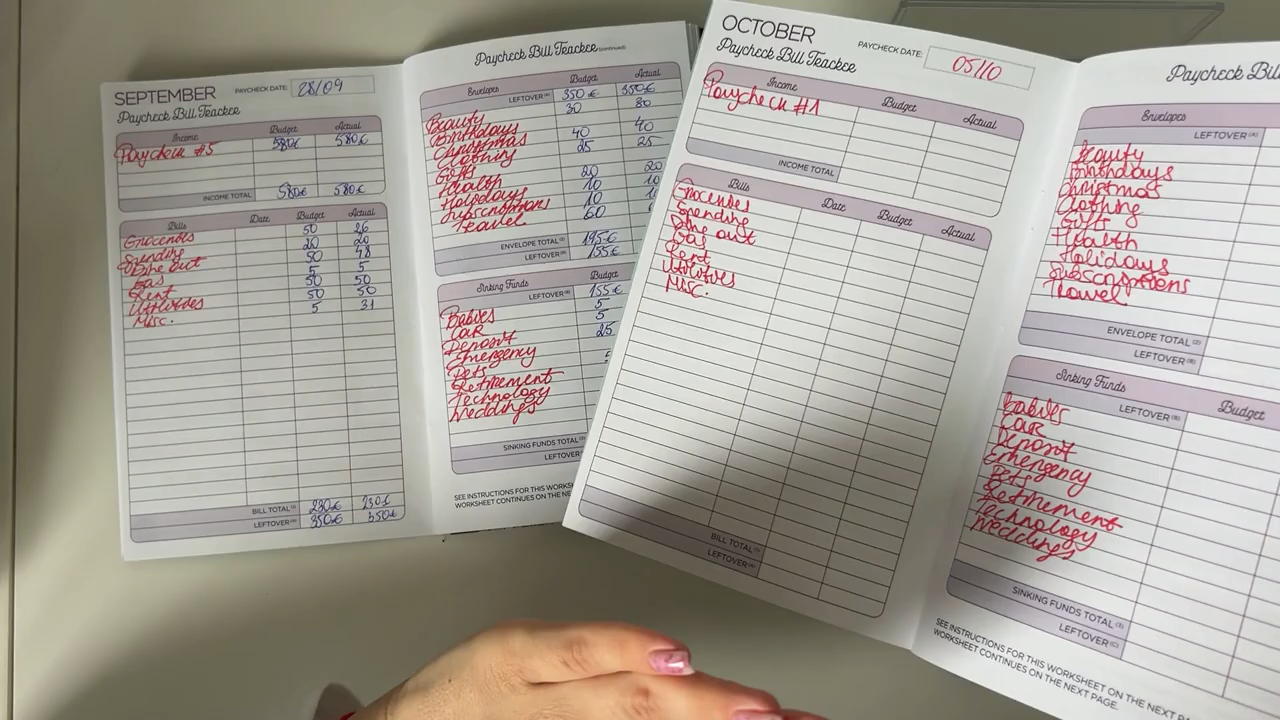 SEPTEMBER
PAYCHECK DATE: 28/09
Paycheck Bill Tracker
Income Budget Actual
Paycheck #5 580€ 580€
INCOME TOTAL 580€ 580€
Bills Date Budget Actual
Groceries 50 26
Spending 20 20
Dine out 50 48
Gas 5 5
Rent 50 50
Utilities 50 50
Misc. 5 31
BILL TOTAL (1) 230€ 230€
LEFTOVER (A) 350€ 350€
Paycheck Bill Tracker (continued)
Envelopes Budget Actual
LEFTOVER (A) 350€ 350€
Beauty 30 30
Birthdays
Christmas 40 40
Clothing 25 25
Gifts
Health 20 20
Holidays 10 10
Subscriptions 10
Travel 60
ENVELOPE TOTAL (2) 195€
LEFTOVER (B) 155€
Sinking Funds Budget
LEFTOVER (B) 155€
Babies 5
Car 5
Deposit 25
Emergency
Pets
Retirement
Technology
Weddings
SINKING FUNDS TOTAL
LEFTOVER
SEE INSTRUCTIONS FOR THIS WORKS
WORKSHEET CONTINUES ON THE NEX
OCTOBER
PAYCHECK DATE: 05/10
Paycheck Bill Tracker
Income Budget Actual
Paycheck #1
INCOME TOTAL
Bills Date Budget Actual
Groceries
Spending
Dine out
Gas
Rent
Utilities
Misc.
BILL TOTAL (1)
LEFTOVER (A)
Paycheck Bill
Envelopes
LEFTOVER (A)
Beauty
Birthdays
Christmas
Clothing
Gifts
Health
Holidays
Subscriptions
Travel
ENVELOPE TOTAL (2)
LEFTOVER (B)
Sinking Funds Budget
LEFTOVER (B)
Babies
Car
Deposit
Emergency
Pets
Retirement
Technology
Weddings
SINKING FUNDS TOTAL (3)
LEFTOVER (C)
SEE INSTRUCTIONS FOR THIS WORKSHEET ON THE NEXT PA
WORKSHEET CONTINUES ON THE NEXT PAGE.